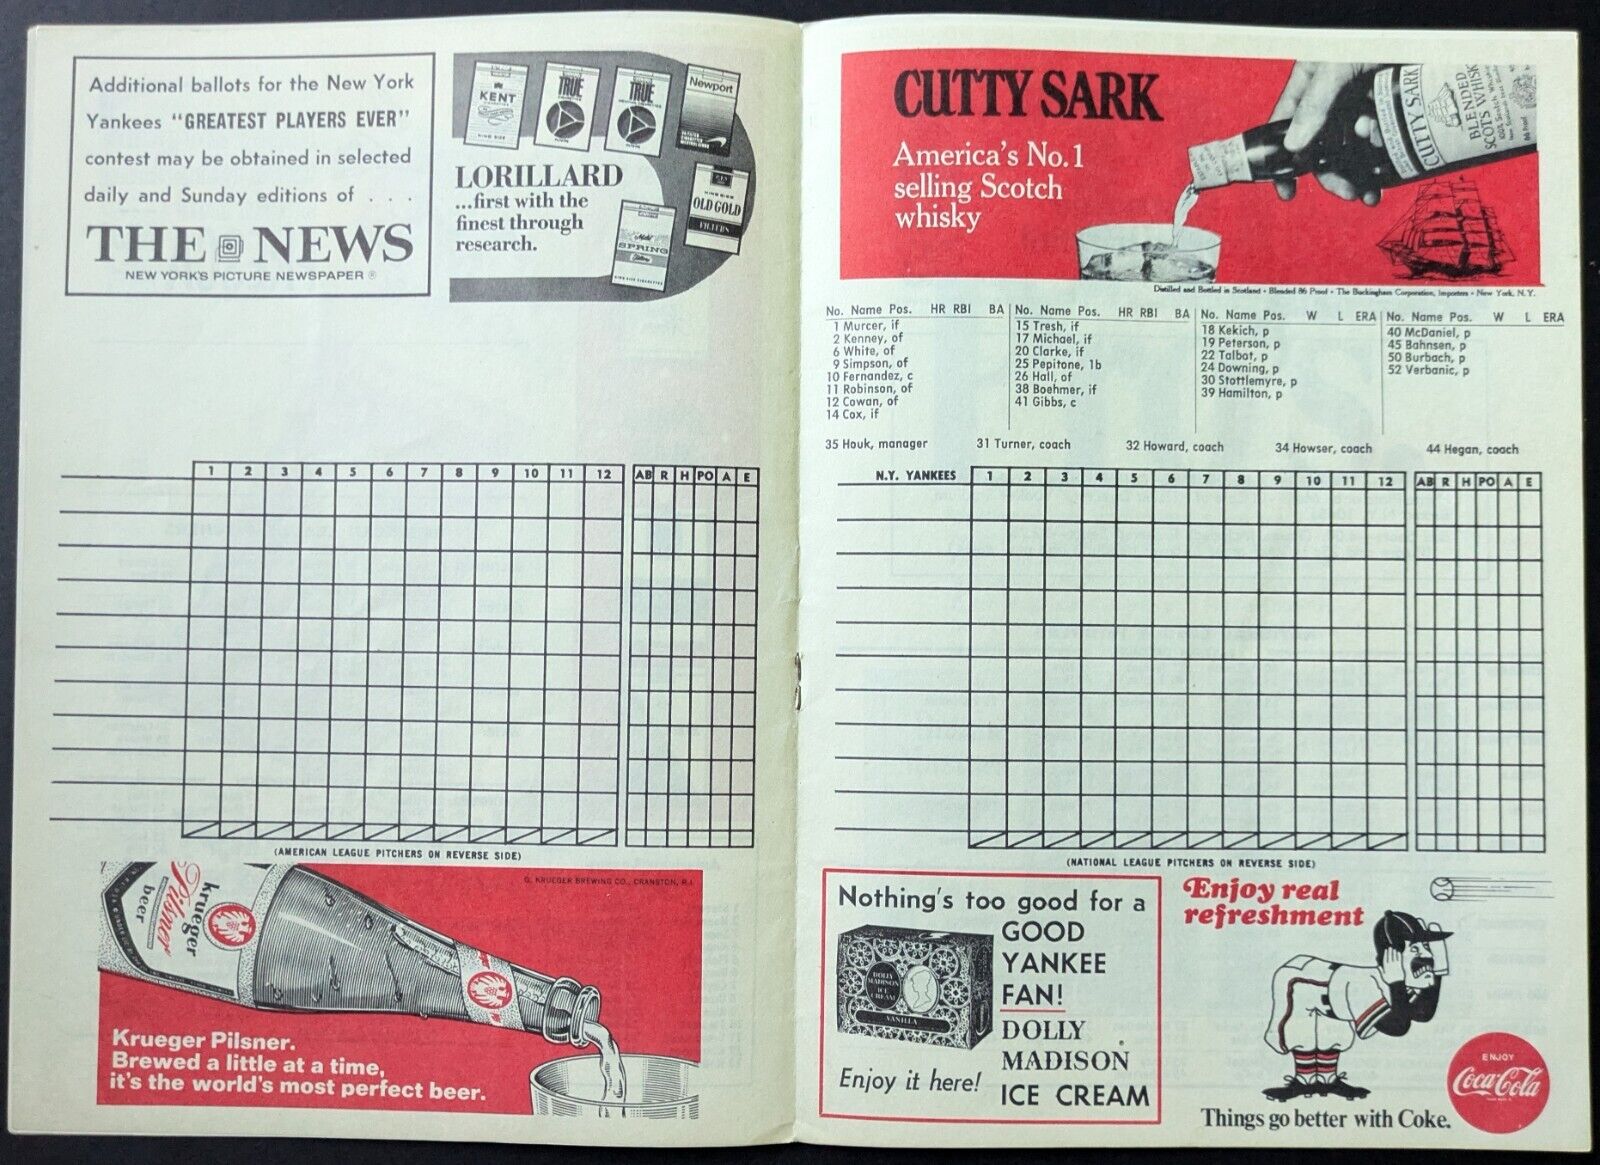 Additional ballots for the New York
Yankees "GREATEST PLAYERS EVER"
contest may be obtained in selected
daily and Sunday editions of . . .
THE NEWS
NEW YORK'S PICTURE NEWSPAPER ®
KENT
KING SIZE
TRUE
TRUE
Newport
OLD GOLD
FILTERS
SPRING
LORILLARD
...first with the
finest through
research.
1 2 3 4 5 6 7 8 9 10 11 12 AB R H PO A E
(AMERICAN LEAGUE PITCHERS ON REVERSE SIDE)
G. KRUEGER BREWING CO., CRANSTON, R.I.
krueger
Pilsner
beer
Krueger Pilsner.
Brewed a little at a time,
it's the world's most perfect beer.
CUTTY SARK
America's No.1
selling Scotch
whisky
CUTTY SARK
BLENDED
SCOTS WHISKY
Distilled and Bottled in Scotland • Blended 86 Proof • The Buckingham Corporation, Importers • New York, N.Y.
No. Name Pos. HR RBI BA
1 Murcer, if
2 Kenney, of
6 White, of
9 Simpson, of
10 Fernandez, c
11 Robinson, of
12 Cowan, of
14 Cox, if
No. Name Pos. HR RBI BA
15 Tresh, if
17 Michael, if
20 Clarke, if
25 Pepitone, 1b
26 Hall, of
38 Boehmer, if
41 Gibbs, c
No. Name Pos. W L ERA
18 Kekich, p
19 Peterson, p
22 Talbot, p
24 Downing, p
30 Stottlemyre, p
39 Hamilton, p
No. Name Pos. W L ERA
40 McDaniel, p
45 Bahnsen, p
50 Burbach, p
52 Verbanic, p
35 Houk, manager 31 Turner, coach 32 Howard, coach 34 Howser, coach 44 Hegan, coach
N.Y. YANKEES 1 2 3 4 5 6 7 8 9 10 11 12 AB R H PO A E
(NATIONAL LEAGUE PITCHERS ON REVERSE SIDE)
Nothing's too good for a
GOOD
YANKEE
FAN!
DOLLY
MADISON
ICE CREAM
DOLLY
MADISON
ICE
CREAM
VANILLA
Enjoy it here!
Enjoy real
refreshment
ENJOY
Coca-Cola
Things go better with Coke.